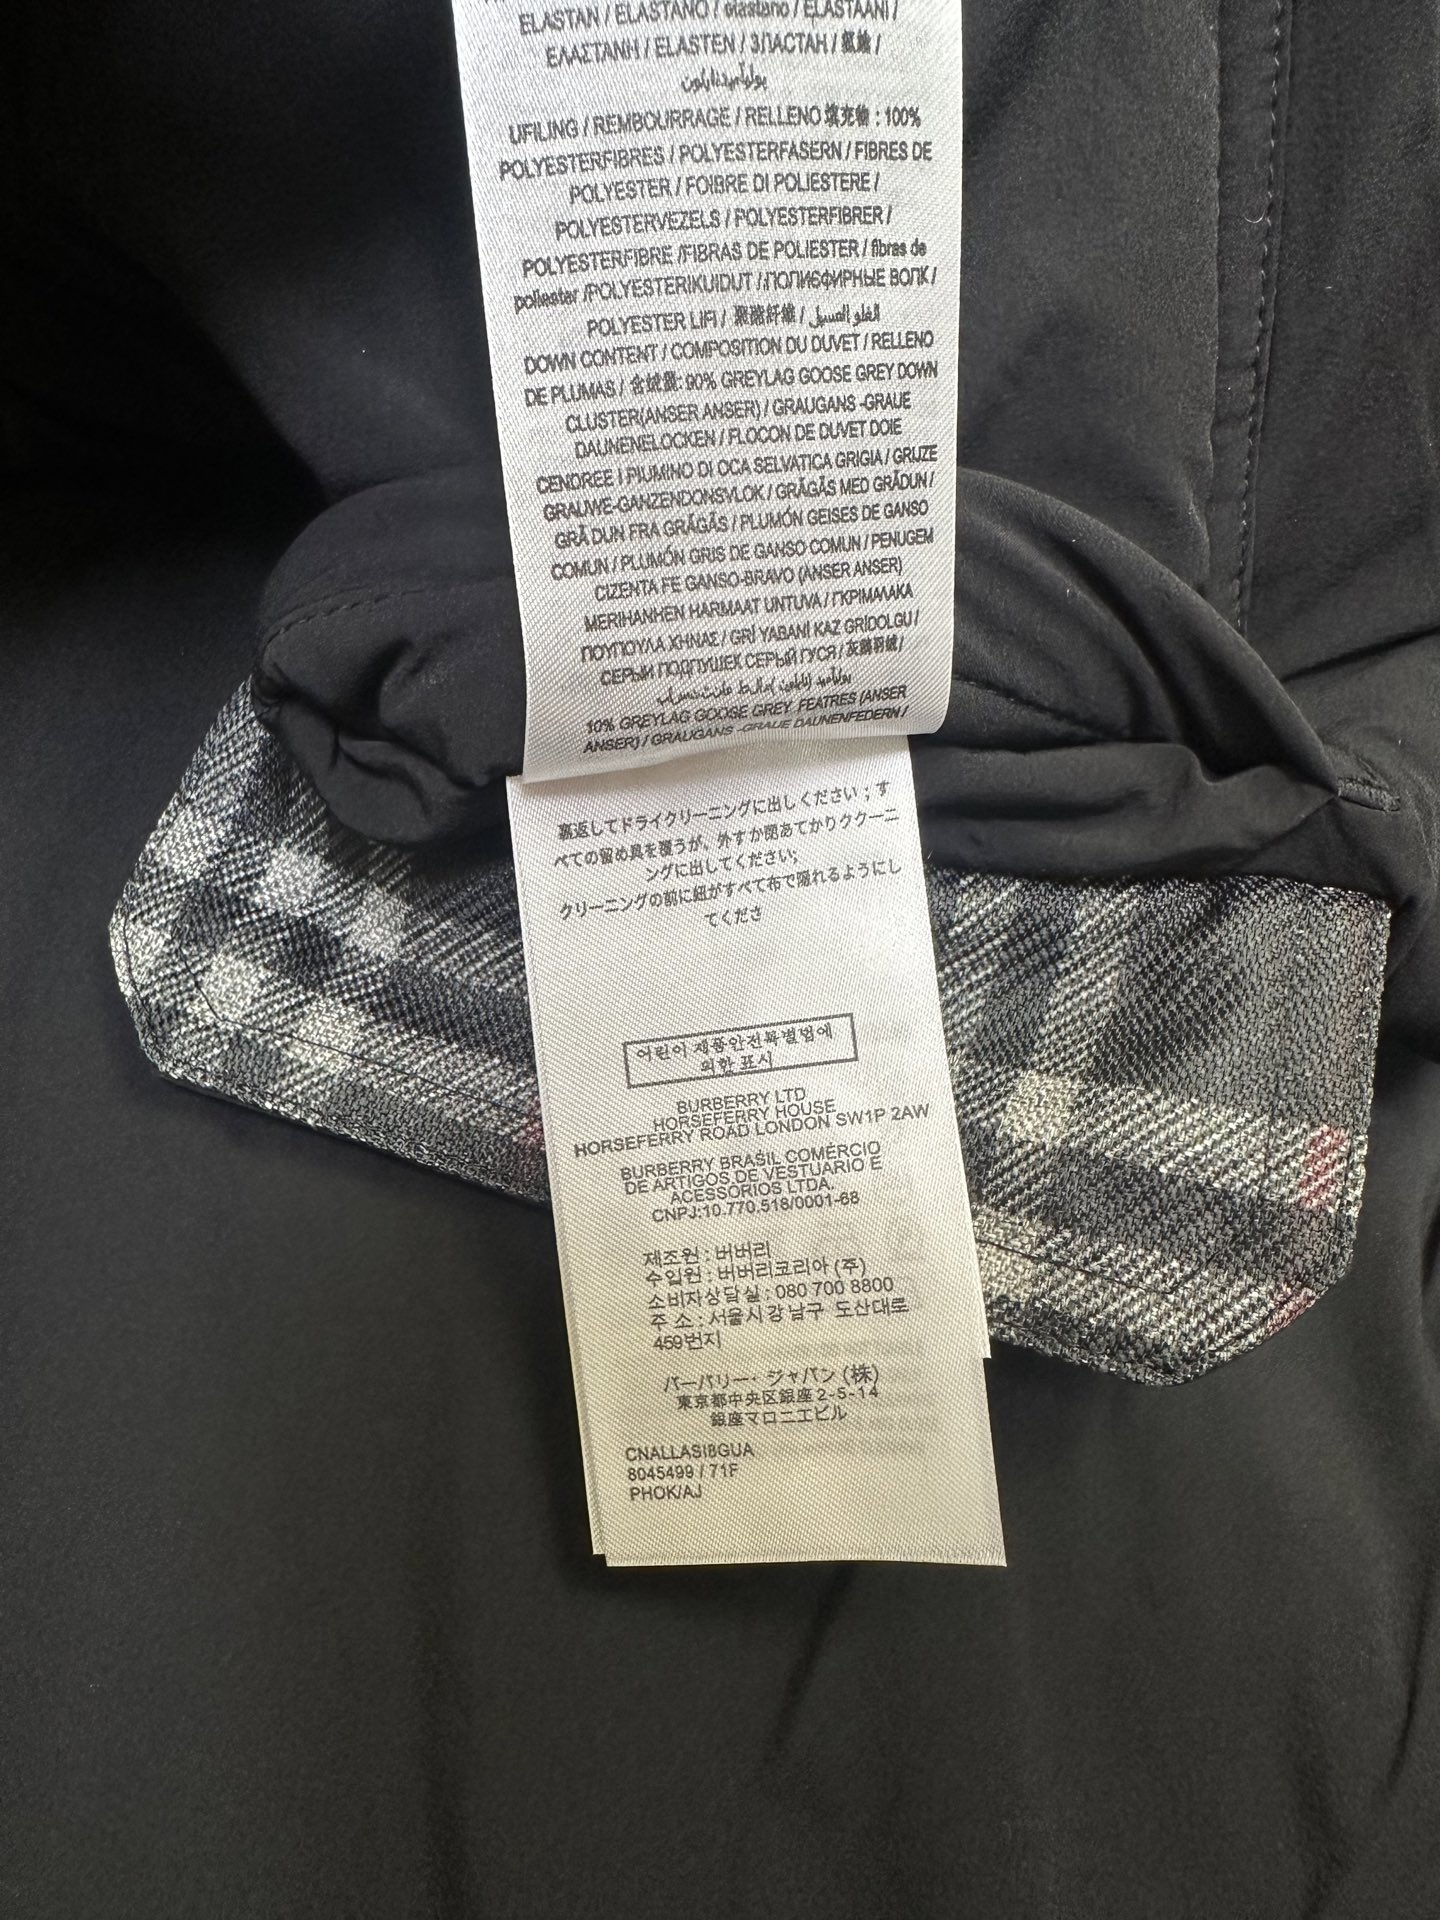 ELASTAN / ELASTANO / elastano / ELASTAANI /
ΕΛΑΣΤΑΝΗ / ELASTEN / ЗПАСТАН / 氨纶 /
UFILING / REMBOURRAGE / RELLENO 填充物 : 100%
POLYESTERFIBRES / POLYESTERFASERN / FIBRES DE
POLYESTER / FOIBRE DI POLIESTERE /
POLYESTERVEZELS / POLYESTERFIBRER /
POLYESTERFIBRE /FIBRAS DE POLIESTER / fibras de
poliester /POLYESTERIKUIDUT / ПОЛИЄФИРНЫЕ ВОЛК /
POLYESTER LIFI / 聚酯纤维 /
DOWN CONTENT / COMPOSITION DU DUVET / RELLENO
DE PLUMAS / 含绒量: 90% GREYLAG GOOSE GREY DOWN
CLUSTER(ANSER ANSER) / GRAUGANS -GRAUE
DAUNENELOCKEN / FLOCON DE DUVET DOIE
CENDREE I PIUMINO DI OCA SELVATICA GRIGIA / GRIJZE
GRAUWE-GANZENDONSVLOK / GRÅGÅS MED GRÅDUN /
GRÅ DUN FRA GRÅGÅS / PLUMÓN GEISES DE GANSO
COMUN / PLUMÓN GRIS DE GANSO COMUN / PENUGEM
CIZENTA FE GANSO-BRAVO (ANSER ANSER)
MERIHANHEN HARMAAT UNTUVA / ΓΚΡΙΜΑΛΑΚΑ
ΠΟΥΠΟΥΛΑ ΧΗΝΑΣ / GRİ YABANİ KAZ GRİDOLGU /
СЕРЫЙ ПОДПУШЕК СЕРЫЙ ГУСЯ / 灰鹅羽绒 /
10% GREYLAG GOOSE GREY. FEATRES (ANSER
ANSER) / GRAUGANS -GRAUE DAUNENFEDERN /
裏返してドライクリーニングに出しください ; す
べての留め具を覆うが、外すか閉あてかりククーニ
ングに出してください;
クリーニングの前に紐がすべて布で隠れるようにし
てくださ
어린이 제품안전특별법에
의한 표시
BURBERRY LTD
HORSEFERRY HOUSE
HORSEFERRY ROAD LONDON SW1P 2AW
BURBERRY BRASIL COMÉRCIO
DE ARTIGOS DE VESTUÁRIO E
ACESSÓRIOS LTDA.
CNPJ:10.770.518/0001-68
제조원 : 버버리
수입원 : 버버리코리아 (주)
소비자상담실 : 080 700 8800
주 소 : 서울시강남구 도산대로
459번지
バーバリー・ジャパン (株)
東京都中央区銀座 2-5-14
銀座マロニエビル
CNALLASI8GUA
8045499 / 71F
PHOK/AJ